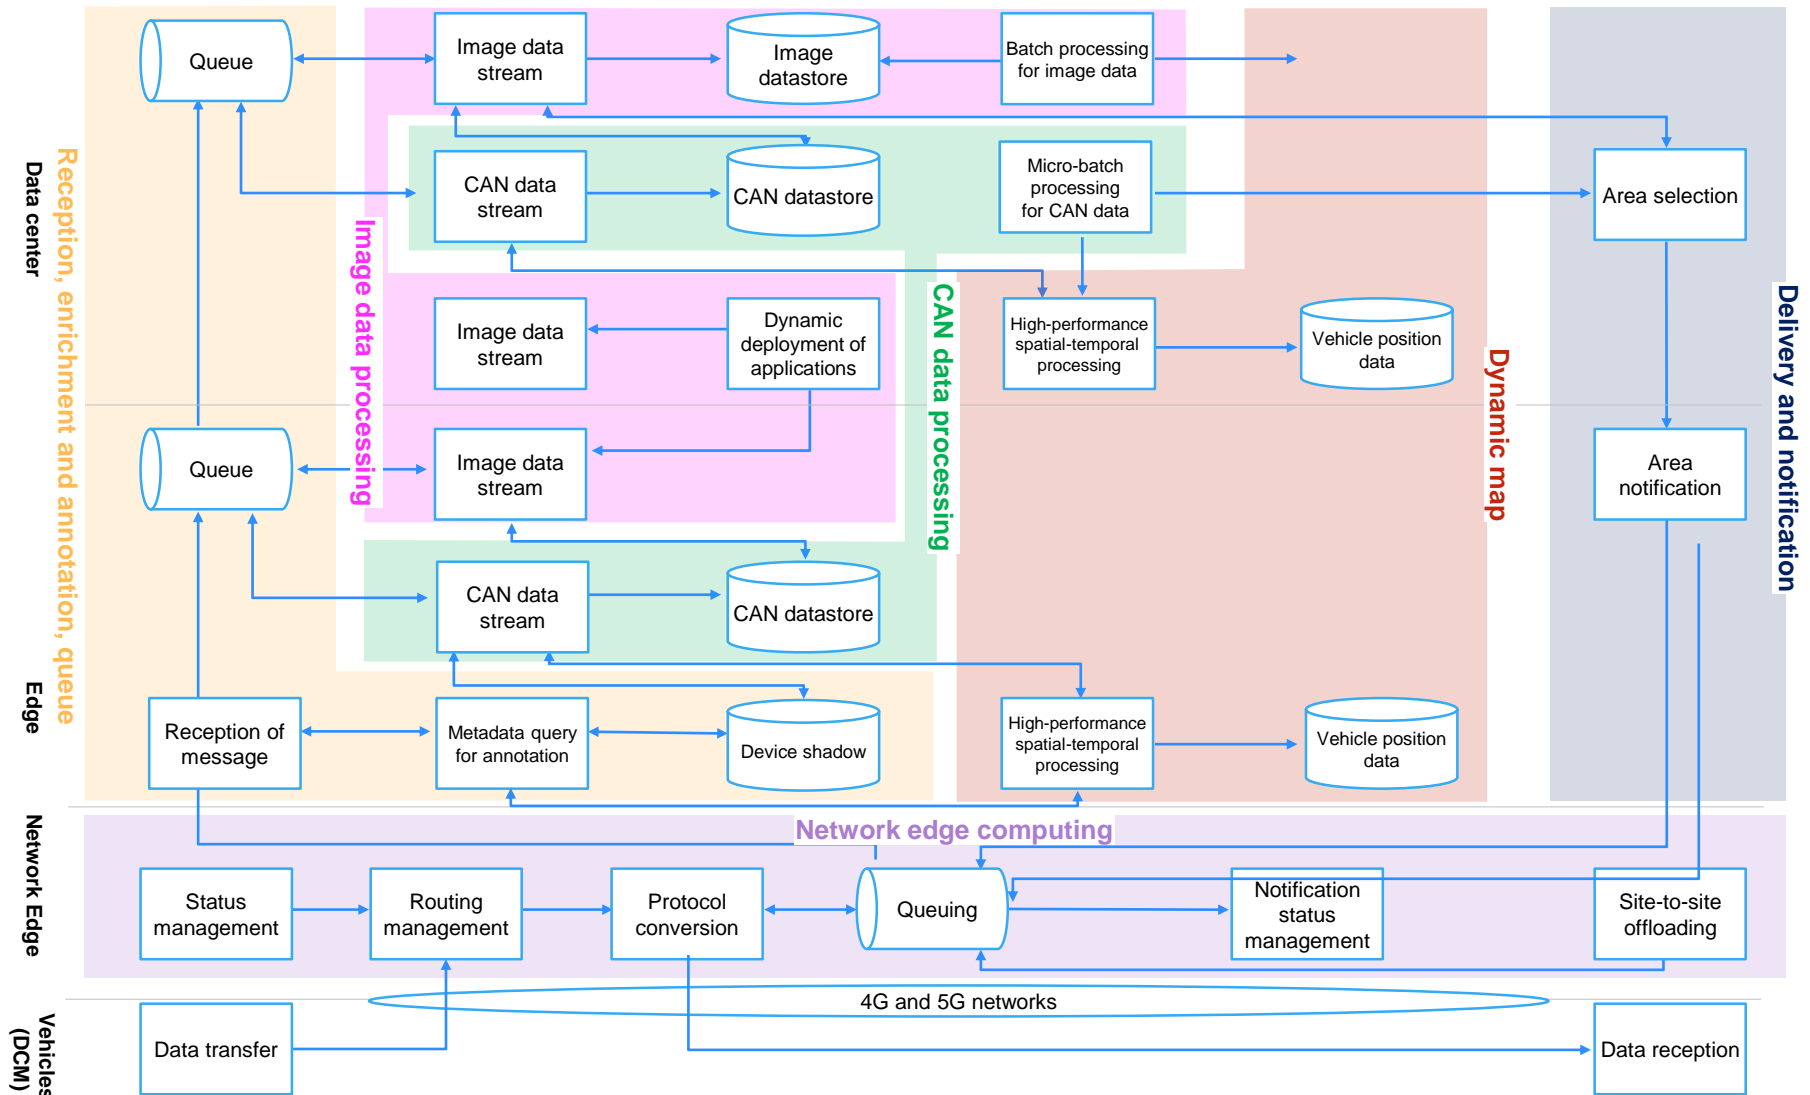 Queue
Image data
stream
Image
datastore
Batch processing
for image data
Data center
Reception, enrichment and annotation, queue
Image data processing
CAN data
stream
CAN datastore
Micro-batch
processing
for CAN data
Area selection
Image data
stream
Dynamic
deployment of
applications
CAN data processing
High-performance
spatial-temporal
processing
Vehicle position
data
Dynamic map
Delivery and notification
Queue
Image data
stream
Area
notification
CAN data
stream
CAN datastore
Edge
Reception of
message
Metadata query
for annotation
Device shadow
High-performance
spatial-temporal
processing
Vehicle position
data
Network Edge
Network edge computing
Status
management
Routing
management
Protocol
conversion
Queuing
Notification
status
management
Site-to-site
offloading
4G and 5G networks
Vehicles
(DCM)
Data transfer
Data reception